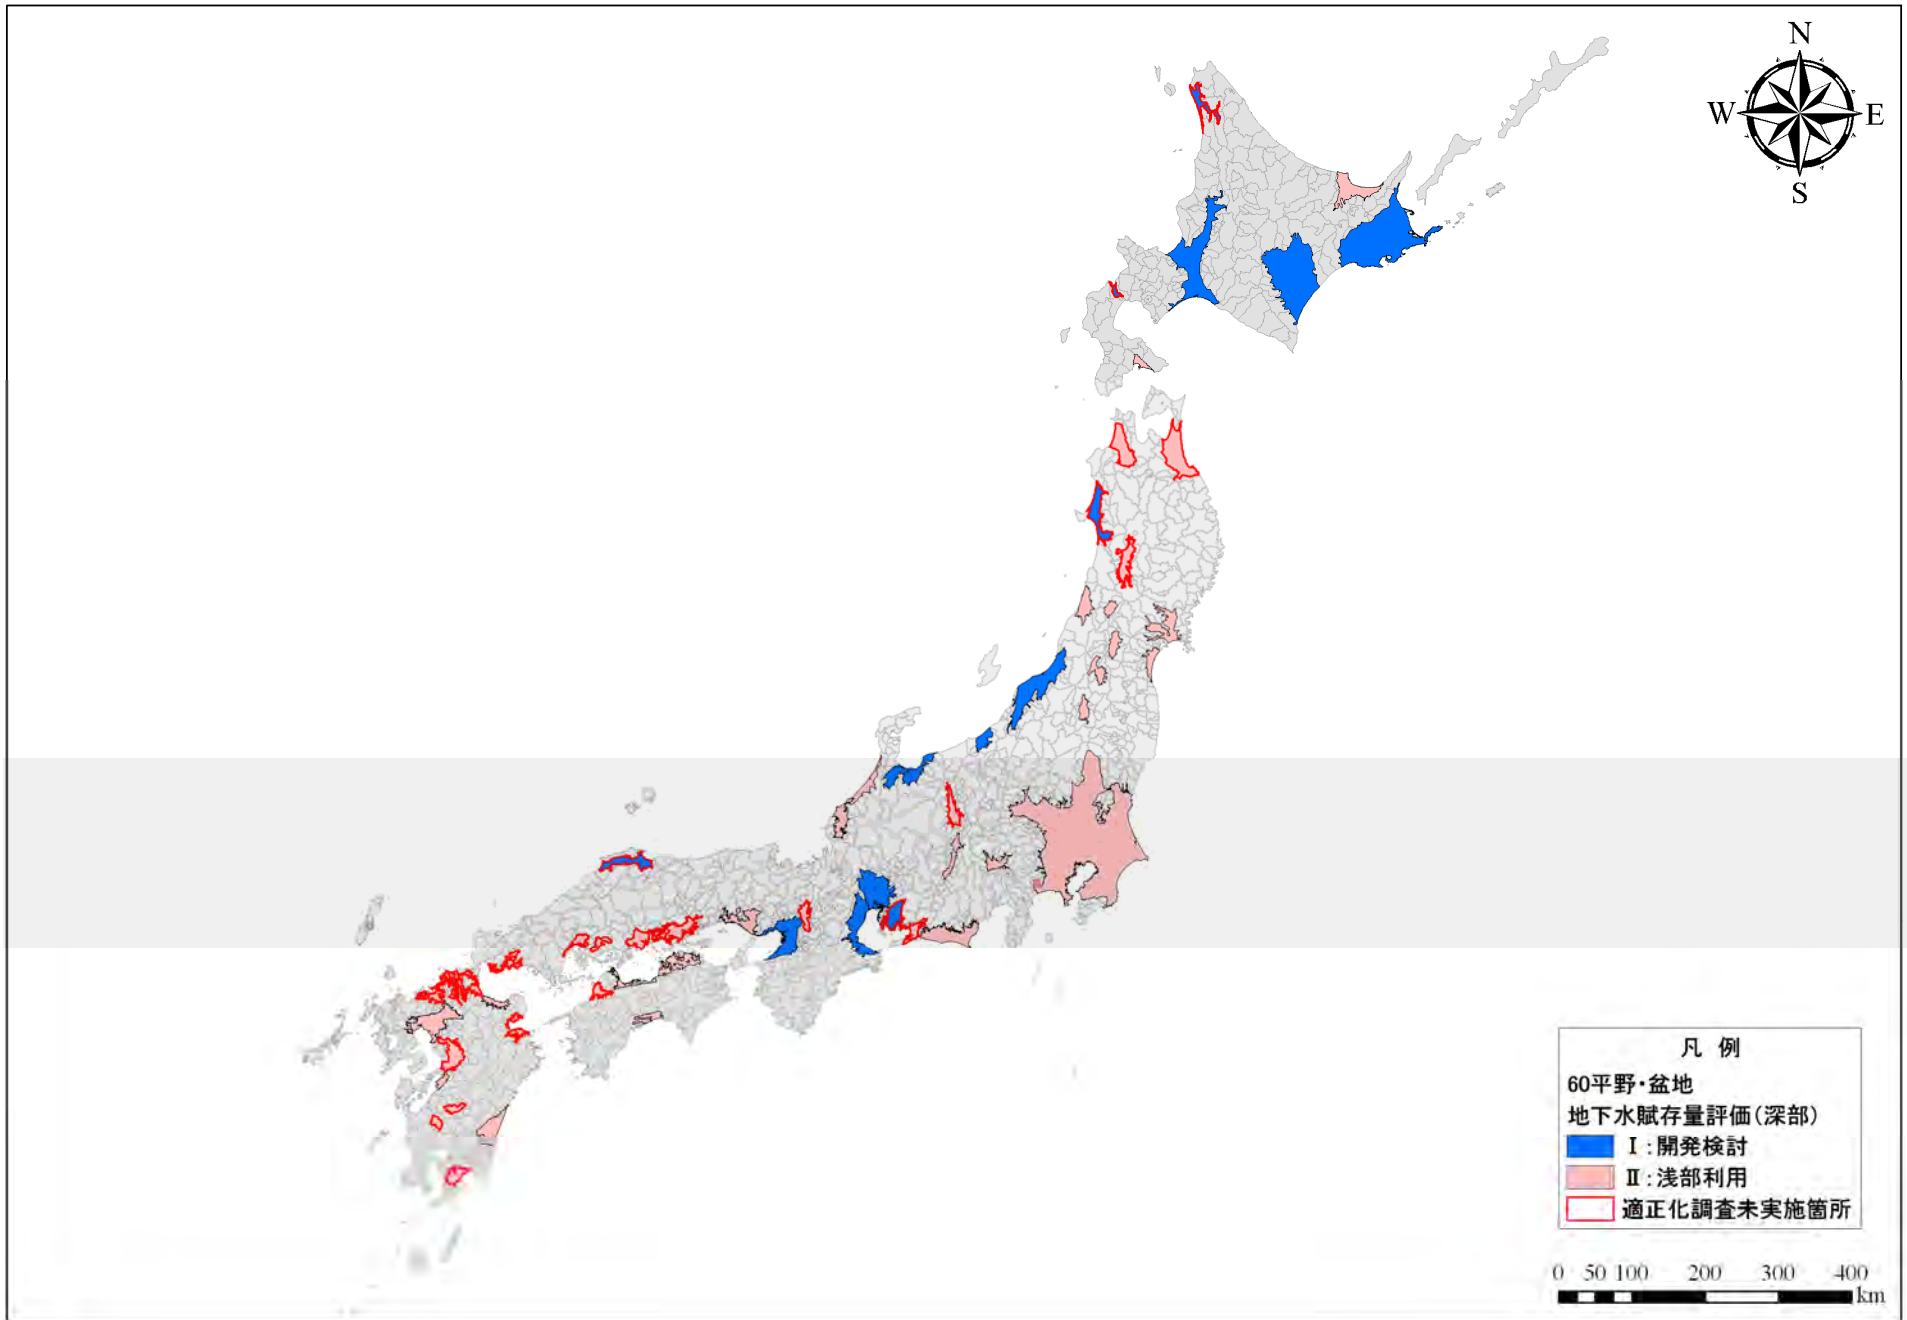 N
W
E
S
凡 例
60平野・盆地
地下水賦存量評価(深部)
Ⅰ:開発検討
Ⅱ:浅部利用
適正化調査未実施箇所
0 50 100 200 300 400
km